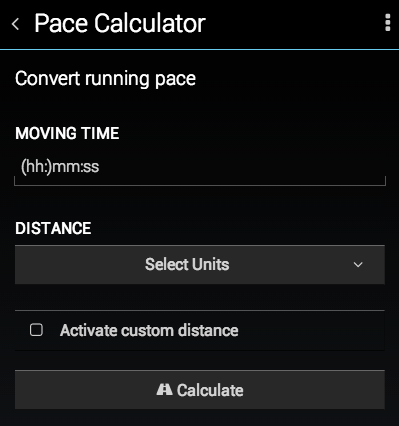 Pace Calculator
Convert running pace
MOVING TIME
(hh:)mm:ss
DISTANCE
Select Units
Activate custom distance
Calculate